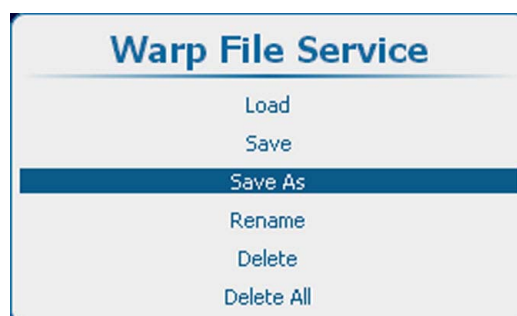 Warp File Service
Load
Save
Save As
Rename
Delete
Delete All